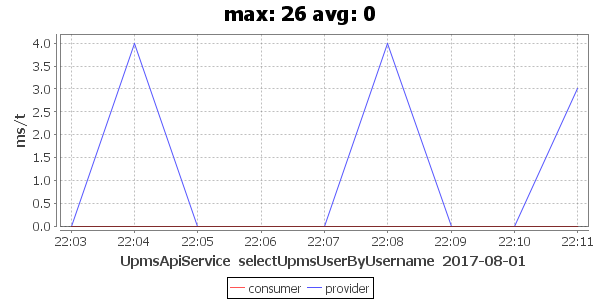 max: 26 avg: 0
ms/t
4.0
3.5
3.0
2.5
2.0
1.5
1.0
0.5
0.0
22:03 22:04 22:05 22:06 22:07 22:08 22:09 22:10 22:11
UpmsApiService selectUpmsUserByUsername 2017-08-01
consumer provider